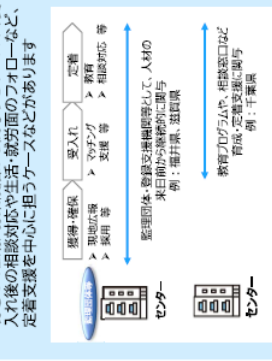 入れ後の相談対応や生活・就労面のフォローなど、
定着支援を中心に担うケースなどがあります
獲得・確保
受入れ
定着
➤ 現地広報
➤ 採用 等
➤ マッチング
支援 等
➤ 教育
➤ 相談対応 等
センター
監理団体・登録支援機関等として、人材の
来日前から継続的に関与
例:福井県、滋賀県
センター
教育プログラムや、相談窓口など
育成・定着支援に関与
例:千葉県